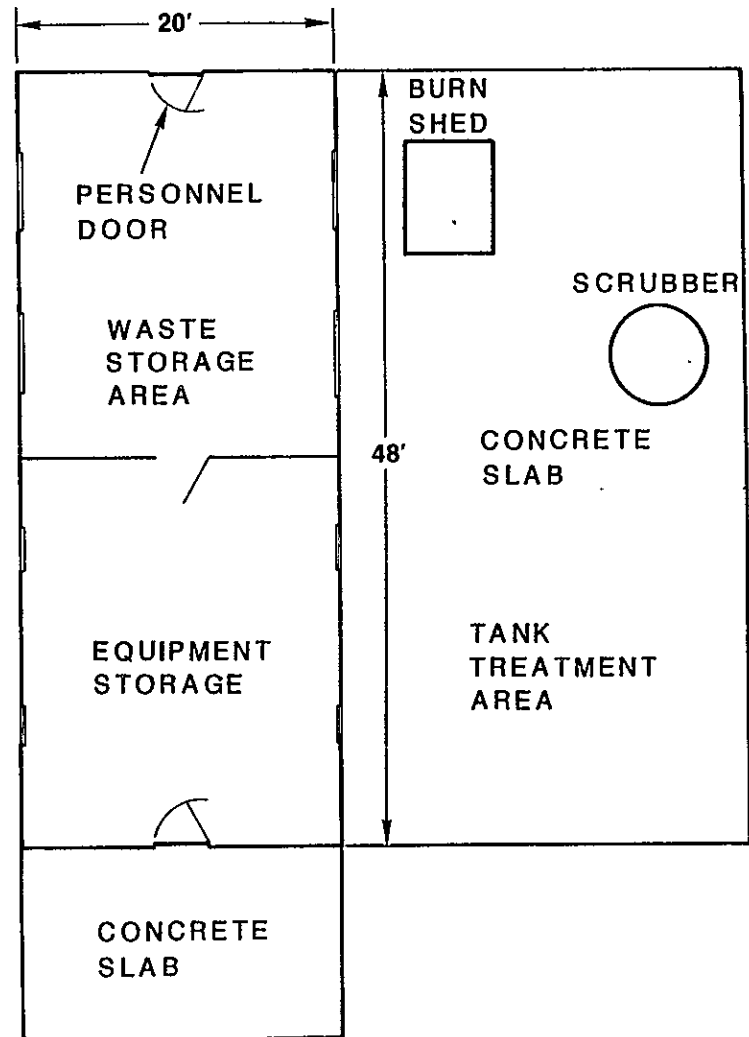 20'
BURN
SHED
PERSONNEL
DOOR
SCRUBBER
WASTE
STORAGE
AREA
48'
CONCRETE
SLAB
EQUIPMENT
STORAGE
TANK
TREATMENT
AREA
CONCRETE
SLAB